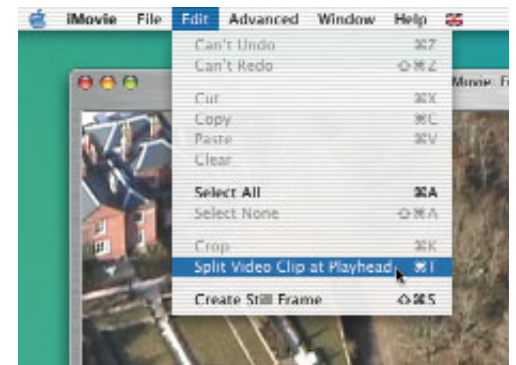 iMovie File Edit Advanced Window Help
Can't Undo ⌘Z
Can't Redo ⇧⌘Z
Movie:
Cut ⌘X
Copy ⌘C
Paste ⌘V
Clear
Select All ⌘A
Select None ⇧⌘A
Crop ⌘K
Split Video Clip at Playhead ⌘T
Create Still Frame ⇧⌘S